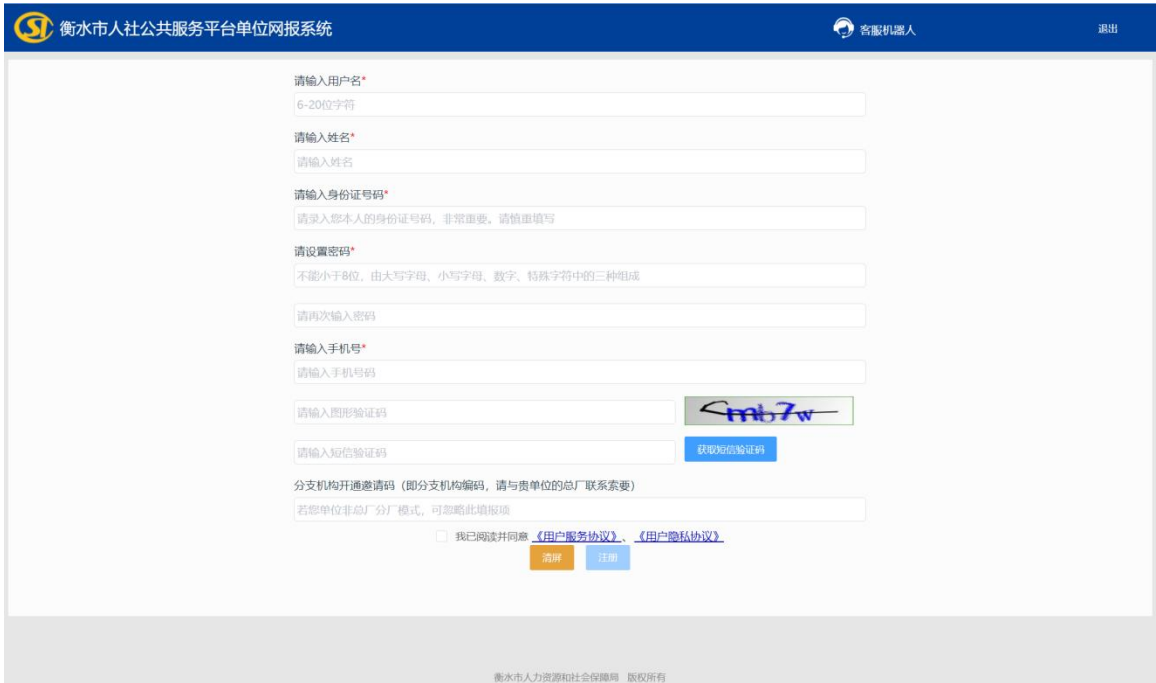 衡水市人社公共服务平台单位网报系统
客服机器人
退出
请输入用户名*
6-20位字符
请输入姓名*
请输入姓名
请输入身份证号码*
请录入您本人的身份证号码，非常重要。请慎重填写
请设置密码*
不能小于8位，由大写字母、小写字母、数字、特殊字符中的三种组成
请再次输入密码
请输入手机号*
请输入手机号码
请输入图形验证码
cmb7w
请输入短信验证码
获取短信验证码
分支机构开通邀请码（即分支机构编码，请与贵单位的总厂联系索要）
若您单位非总厂分厂模式，可忽略此填报项
我已阅读并同意《用户服务协议》、《用户隐私协议》
清屏
注册
衡水市人力资源和社会保障局 版权所有